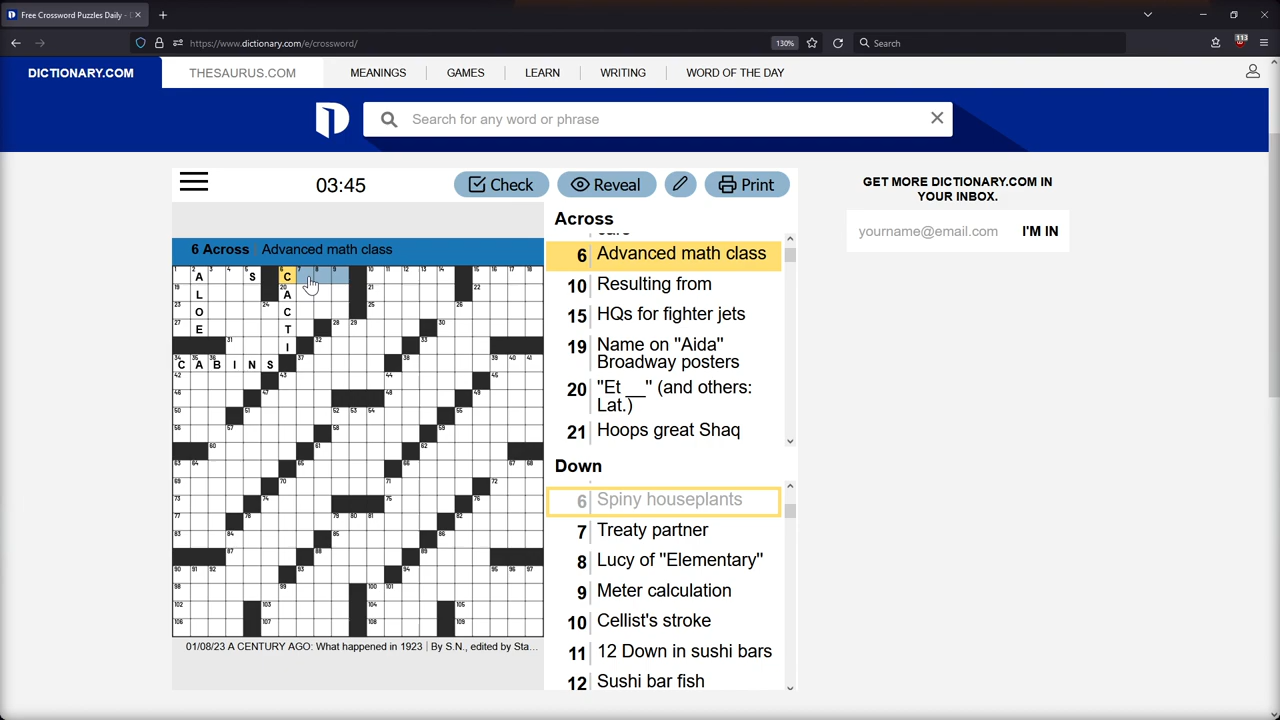 Free Crossword Puzzles Daily -
https://www.dictionary.com/e/crossword/
130%
Search
113
DICTIONARY.COM
THESAURUS.COM
MEANINGS
GAMES
LEARN
WRITING
WORD OF THE DAY
Search for any word or phrase
03:45
Check
Reveal
Print
6 Across
Advanced math class
A S C
L A
O C
E T
I
C A B I N S
01/08/23 A CENTURY AGO: What happened in 1923 | By S.N., edited by Sta...
Across
6 Advanced math class
10 Resulting from
15 HQs for fighter jets
19 Name on "Aida"
Broadway posters
20 "Et __" (and others:
Lat.)
21 Hoops great Shaq
Down
6 Spiny houseplants
7 Treaty partner
8 Lucy of "Elementary"
9 Meter calculation
10 Cellist's stroke
11 12 Down in sushi bars
12 Sushi bar fish
GET MORE DICTIONARY.COM IN
YOUR INBOX.
yourname@email.com
I'M IN